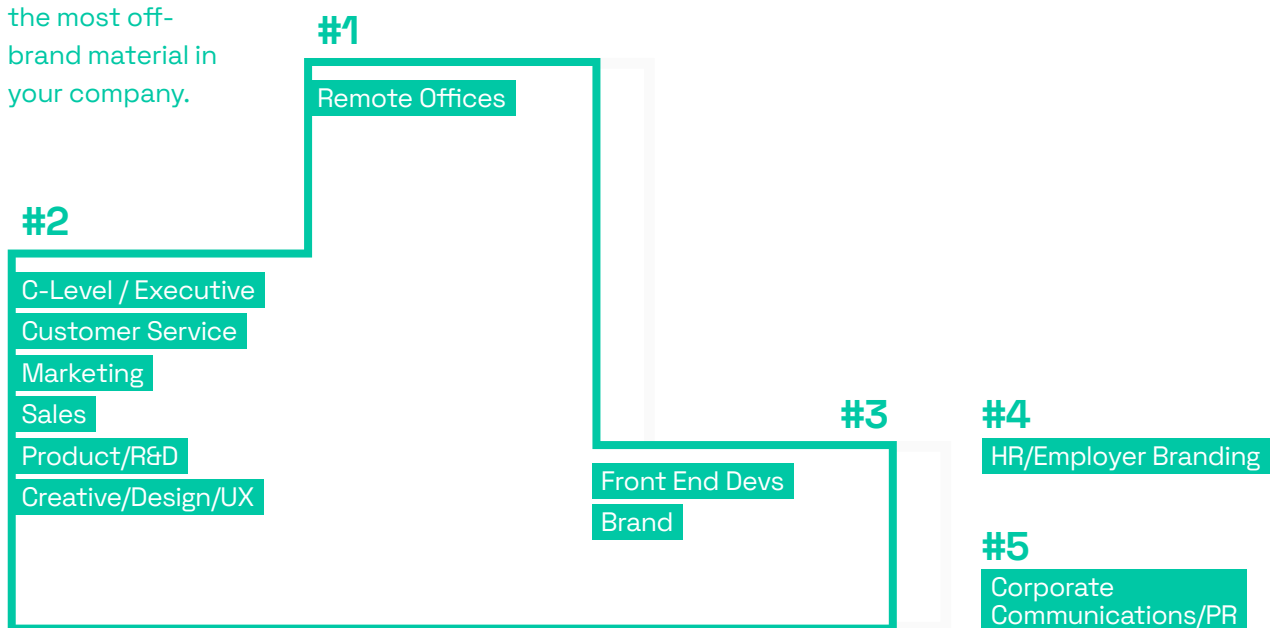 the most off-
brand material in
your company.
#1
Remote Offices
#2
C-Level / Executive
Customer Service
Marketing
Sales
Product/R&D
Creative/Design/UX
#3
Front End Devs
Brand
#4
HR/Employer Branding
#5
Corporate
Communications/PR